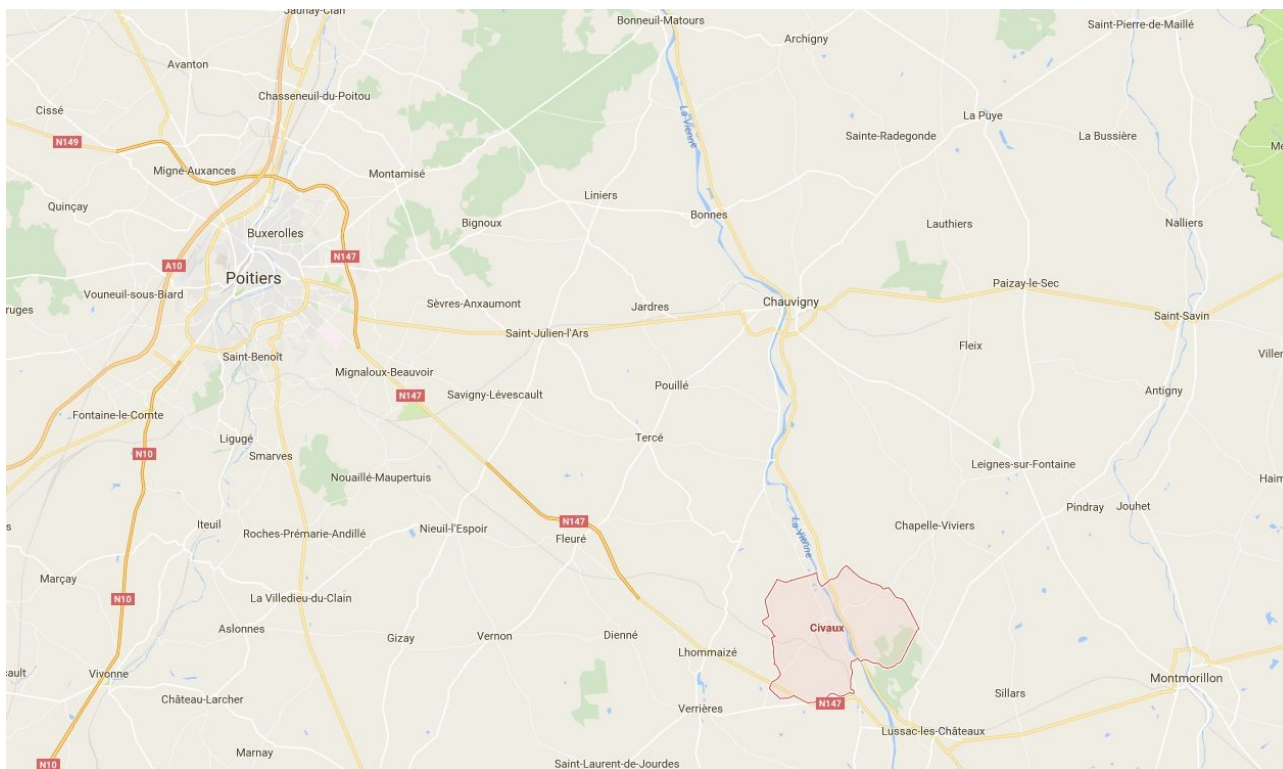 Jaunay-Clan
Bonneuil-Matours
Saint-Pierre-de-Maillé
Archigny
Avanton
Chasseneuil-du-Poitou
Cissé
La Vienne
La Puye
Sainte-Radegonde
La Bussière
N149
Migné-Auxances
Montamisé
Liniers
Quinçay
Bignoux
Bonnes
Lauthiers
Nalliers
Buxerolles
N147
A10
Poitiers
Vouneuil-sous-Biard
Sèvres-Anxaumont
Jardres
Chauvigny
Paizay-le-Sec
ruges
Saint-Julien-l'Ars
Saint-Savin
Saint-Benoît
Fleix
Villen
Mignaloux-Beauvoir
Pouillé
N147
Savigny-Lévescault
Antigny
Fontaine-le-Comte
Ligugé
Tercé
N10
Smarves
Leignes-sur-Fontaine
Nouaillé-Maupertuis
Haim
Pindray
Jouhet
Iteuil
Roches-Prémarie-Andillé
Nieuil-l'Espoir
N147
Fleuré
La Vienne
Chapelle-Viviers
Marçay
La Villedieu-du-Clain
N10
Aslonnes
Gizay
Vernon
Dienné
Civaux
Lhommaizé
cault
Vivonne
Montmorillon
Château-Larcher
Sillars
Verrières
N147
Lussac-les-Châteaux
Marnay
N10
Saint-Laurent-de-Jourdes